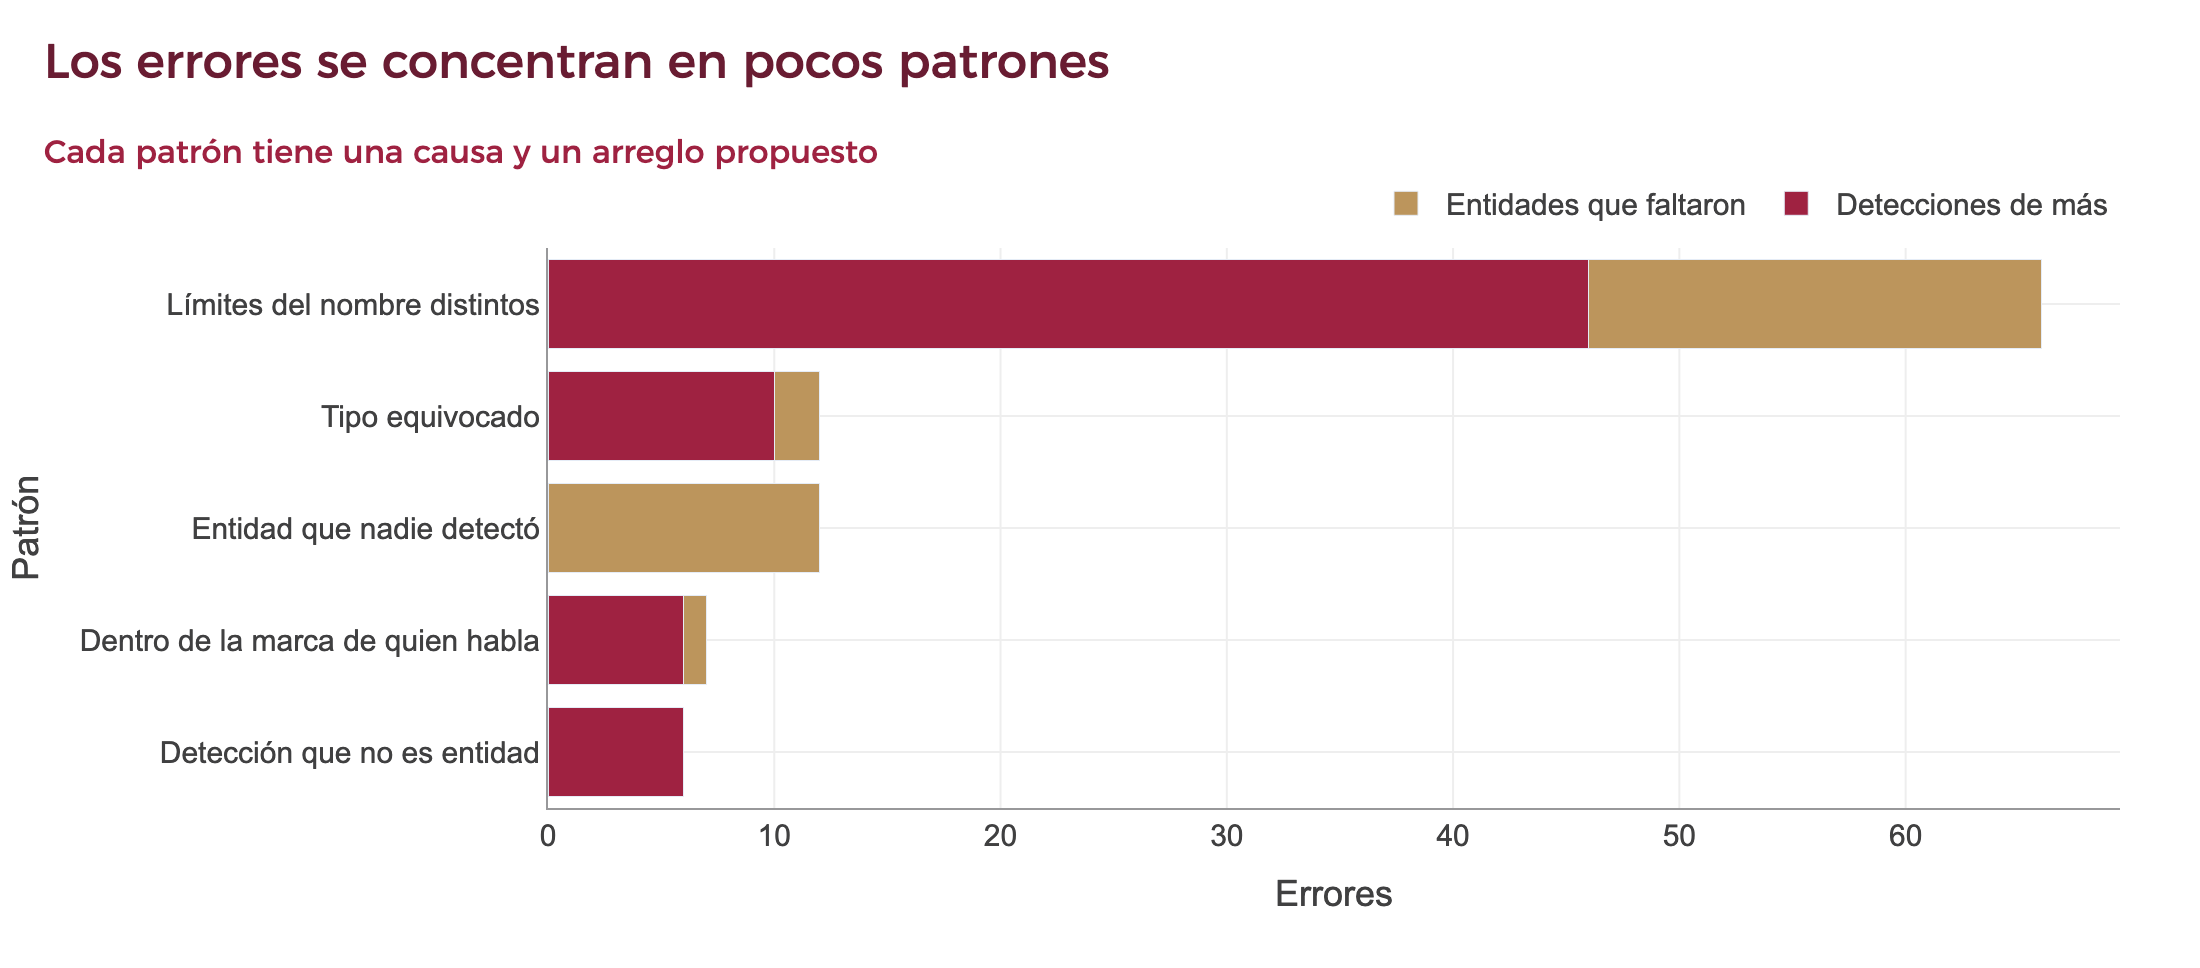 Los errores se concentran en pocos patrones
Cada patrón tiene una causa y un arreglo propuesto
Entidades que faltaron
Detecciones de más
Patrón
Límites del nombre distintos
Tipo equivocado
Entidad que nadie detectó
Dentro de la marca de quien habla
Detección que no es entidad
0 10 20 30 40 50 60
Errores